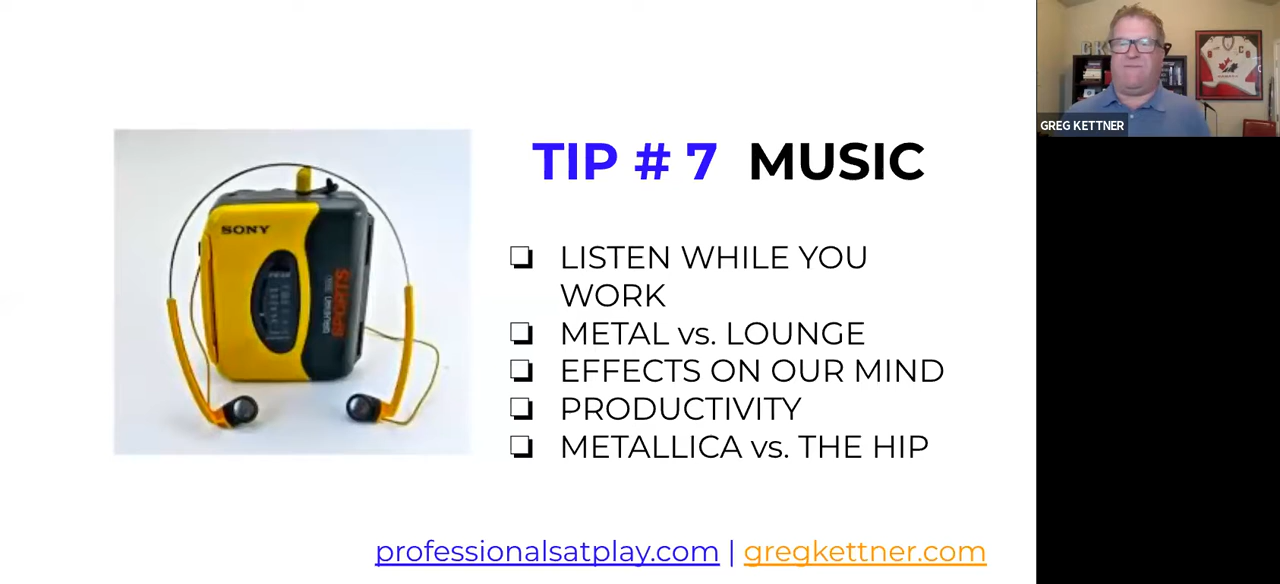 TIP # 7 MUSIC
SONY
WALKMAN
SPORTS
❏ LISTEN WHILE YOU
WORK
❏ METAL vs. LOUNGE
❏ EFFECTS ON OUR MIND
❏ PRODUCTIVITY
❏ METALLICA vs. THE HIP
professionalsatplay.com | gregkettner.com
GREG KETTNER